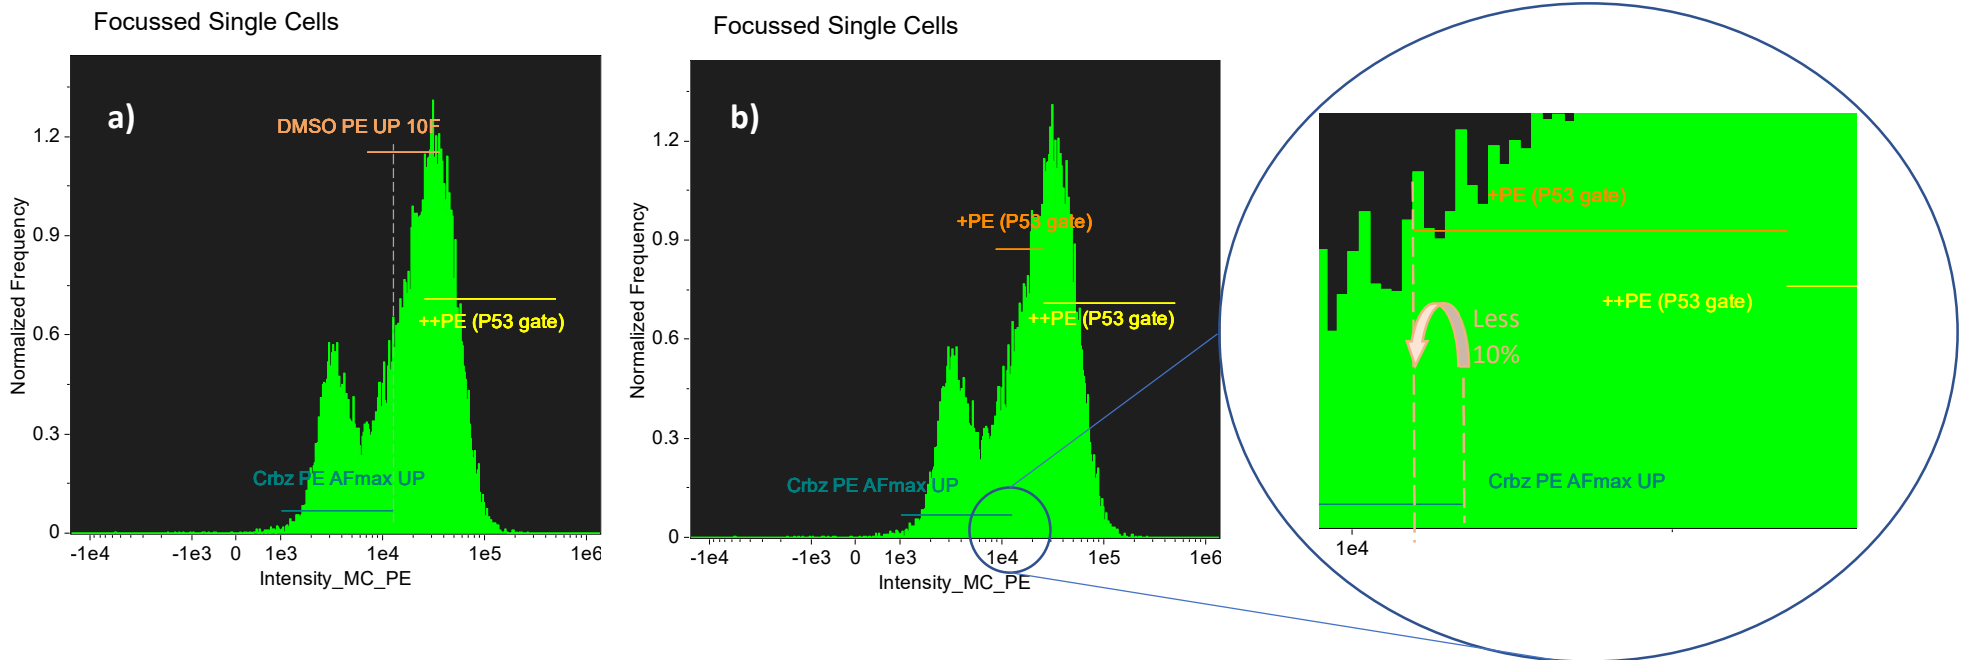 Focussed Single Cells
a)
DMSO PE UP 10F
++PE (P53 gate)
Crbz PE AFmax UP
Normalized Frequency
1.2
0.9
0.6
0.3
0
-1e4
-1e3
0
1e3
1e4
1e5
1e6
Intensity_MC_PE
Focussed Single Cells
b)
+PE (P53 gate)
++PE (P53 gate)
Crbz PE AFmax UP
Normalized Frequency
1.2
0.9
0.6
0.3
0
-1e4
-1e3
0
1e3
1e4
1e5
1e6
Intensity_MC_PE
+PE (P53 gate)
++PE (P53 gate)
Less
10%
Crbz PE AFmax UP
1e4